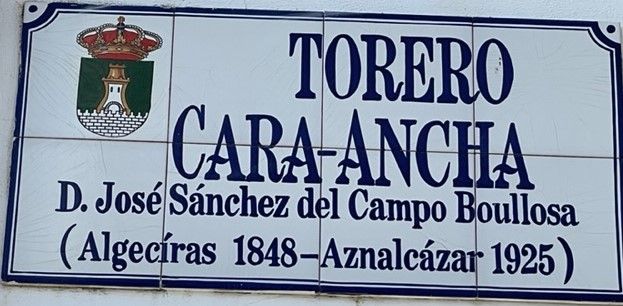 TORERO
CARA-ANCHA
D. José Sánchez del Campo Boullosa
(Algecíras 1848-Aznalcázar 1925)